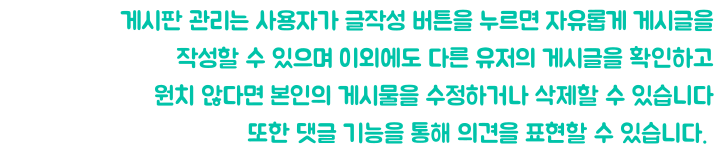 게시판 관리는 사용자가 글작성 버튼을 누르면 자유롭게 게시글을
작성할 수 있으며 이외에도 다른 유저의 게시글을 확인하고
원치 않다면 본인의 게시물을 수정하거나 삭제할 수 있습니다
또한 댓글 기능을 통해 의견을 표현할 수 있습니다.